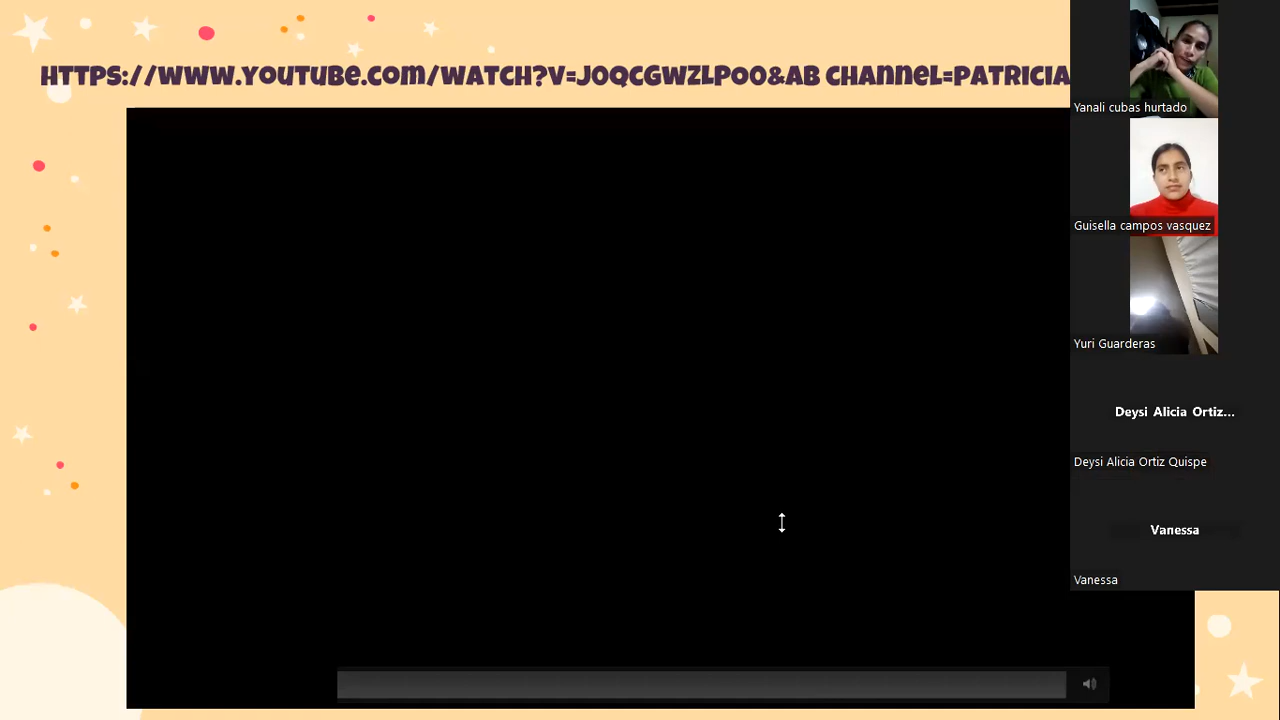 HTTPS://WWW.YOUTUBE.COM/WATCH?V=J0QCGWZLPO0&AB CHANNEL=PATRICIA
Yanali cubas hurtado
Guisella campos vasquez
Yuri Guarderas
Deysi Alicia Ortiz...
Deysi Alicia Ortiz Quispe
Vanessa
Vanessa